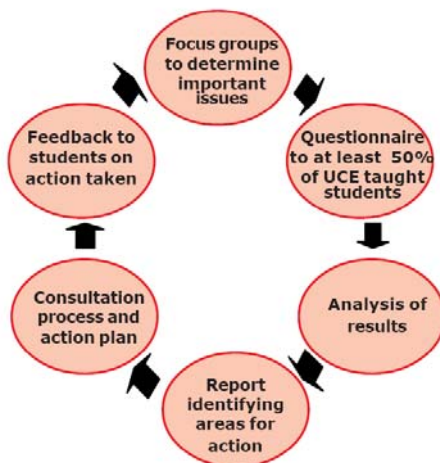 Focus groups
to determine
important
issues
Questionnaire
to at least 50%
of UCE taught
students
Analysis of
results
Report
identifying
areas for
action
Consultation
process and
action plan
Feedback to
students on
action taken